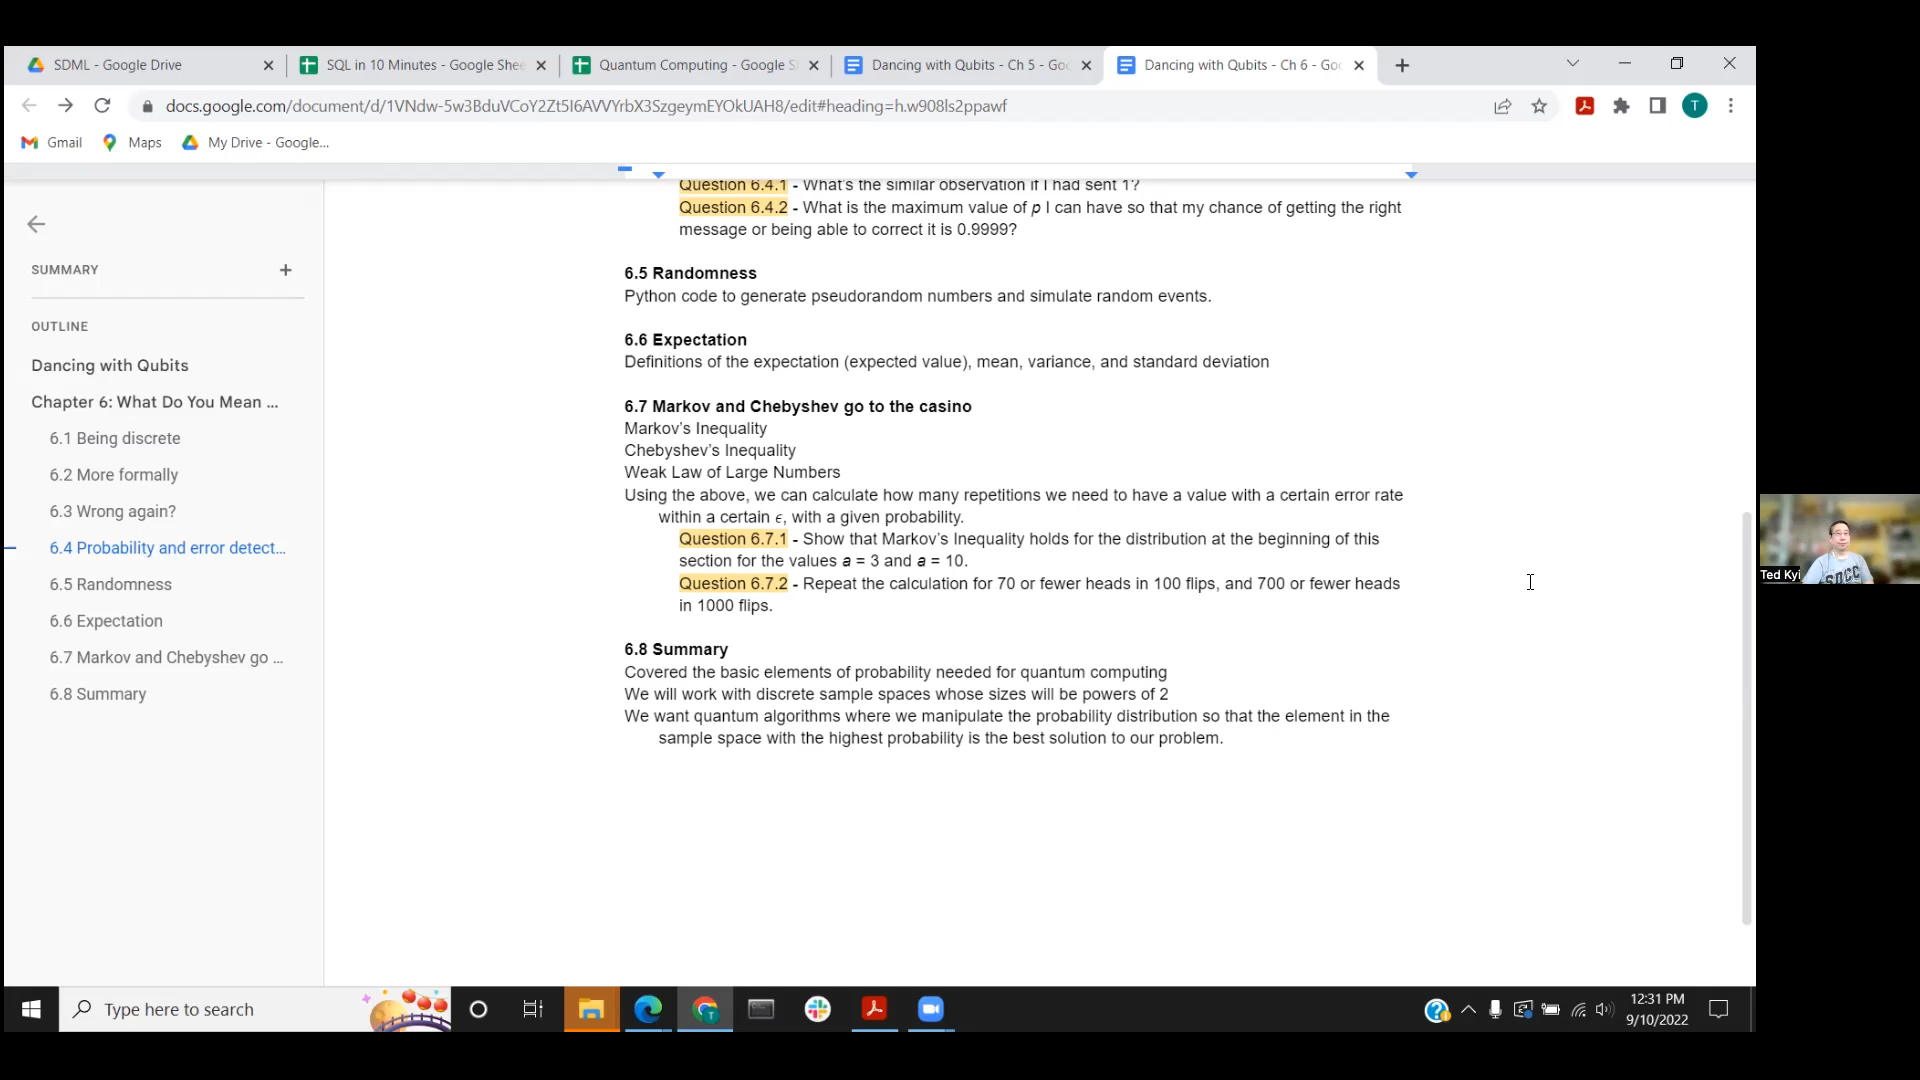 SDML - Google Drive
SQL in 10 Minutes - Google Shee
Quantum Computing - Google S
Dancing with Qubits - Ch 5 - Goo
Dancing with Qubits - Ch 6 - Goo
docs.google.com/document/d/1VNdw-5w3BduVCoY2Zt5I6AVVYrbX3SzgeymEYOkUAH8/edit#heading=h.w908ls2ppawf
T
Gmail
Maps
My Drive - Google...
SUMMARY
OUTLINE
Dancing with Qubits
Chapter 6: What Do You Mean ...
6.1 Being discrete
6.2 More formally
6.3 Wrong again?
6.4 Probability and error detect...
6.5 Randomness
6.6 Expectation
6.7 Markov and Chebyshev go ...
6.8 Summary
Question 6.4.1 - What's the similar observation if I had sent 1?
Question 6.4.2 - What is the maximum value of p I can have so that my chance of getting the right
message or being able to correct it is 0.9999?
6.5 Randomness
Python code to generate pseudorandom numbers and simulate random events.
6.6 Expectation
Definitions of the expectation (expected value), mean, variance, and standard deviation
6.7 Markov and Chebyshev go to the casino
Markov's Inequality
Chebyshev's Inequality
Weak Law of Large Numbers
Using the above, we can calculate how many repetitions we need to have a value with a certain error rate
within a certain ϵ, with a given probability.
Question 6.7.1 - Show that Markov's Inequality holds for the distribution at the beginning of this
section for the values a = 3 and a = 10.
Question 6.7.2 - Repeat the calculation for 70 or fewer heads in 100 flips, and 700 or fewer heads
in 1000 flips.
6.8 Summary
Covered the basic elements of probability needed for quantum computing
We will work with discrete sample spaces whose sizes will be powers of 2
We want quantum algorithms where we manipulate the probability distribution so that the element in the
sample space with the highest probability is the best solution to our problem.
Ted Kyi
Type here to search
12:31 PM
9/10/2022